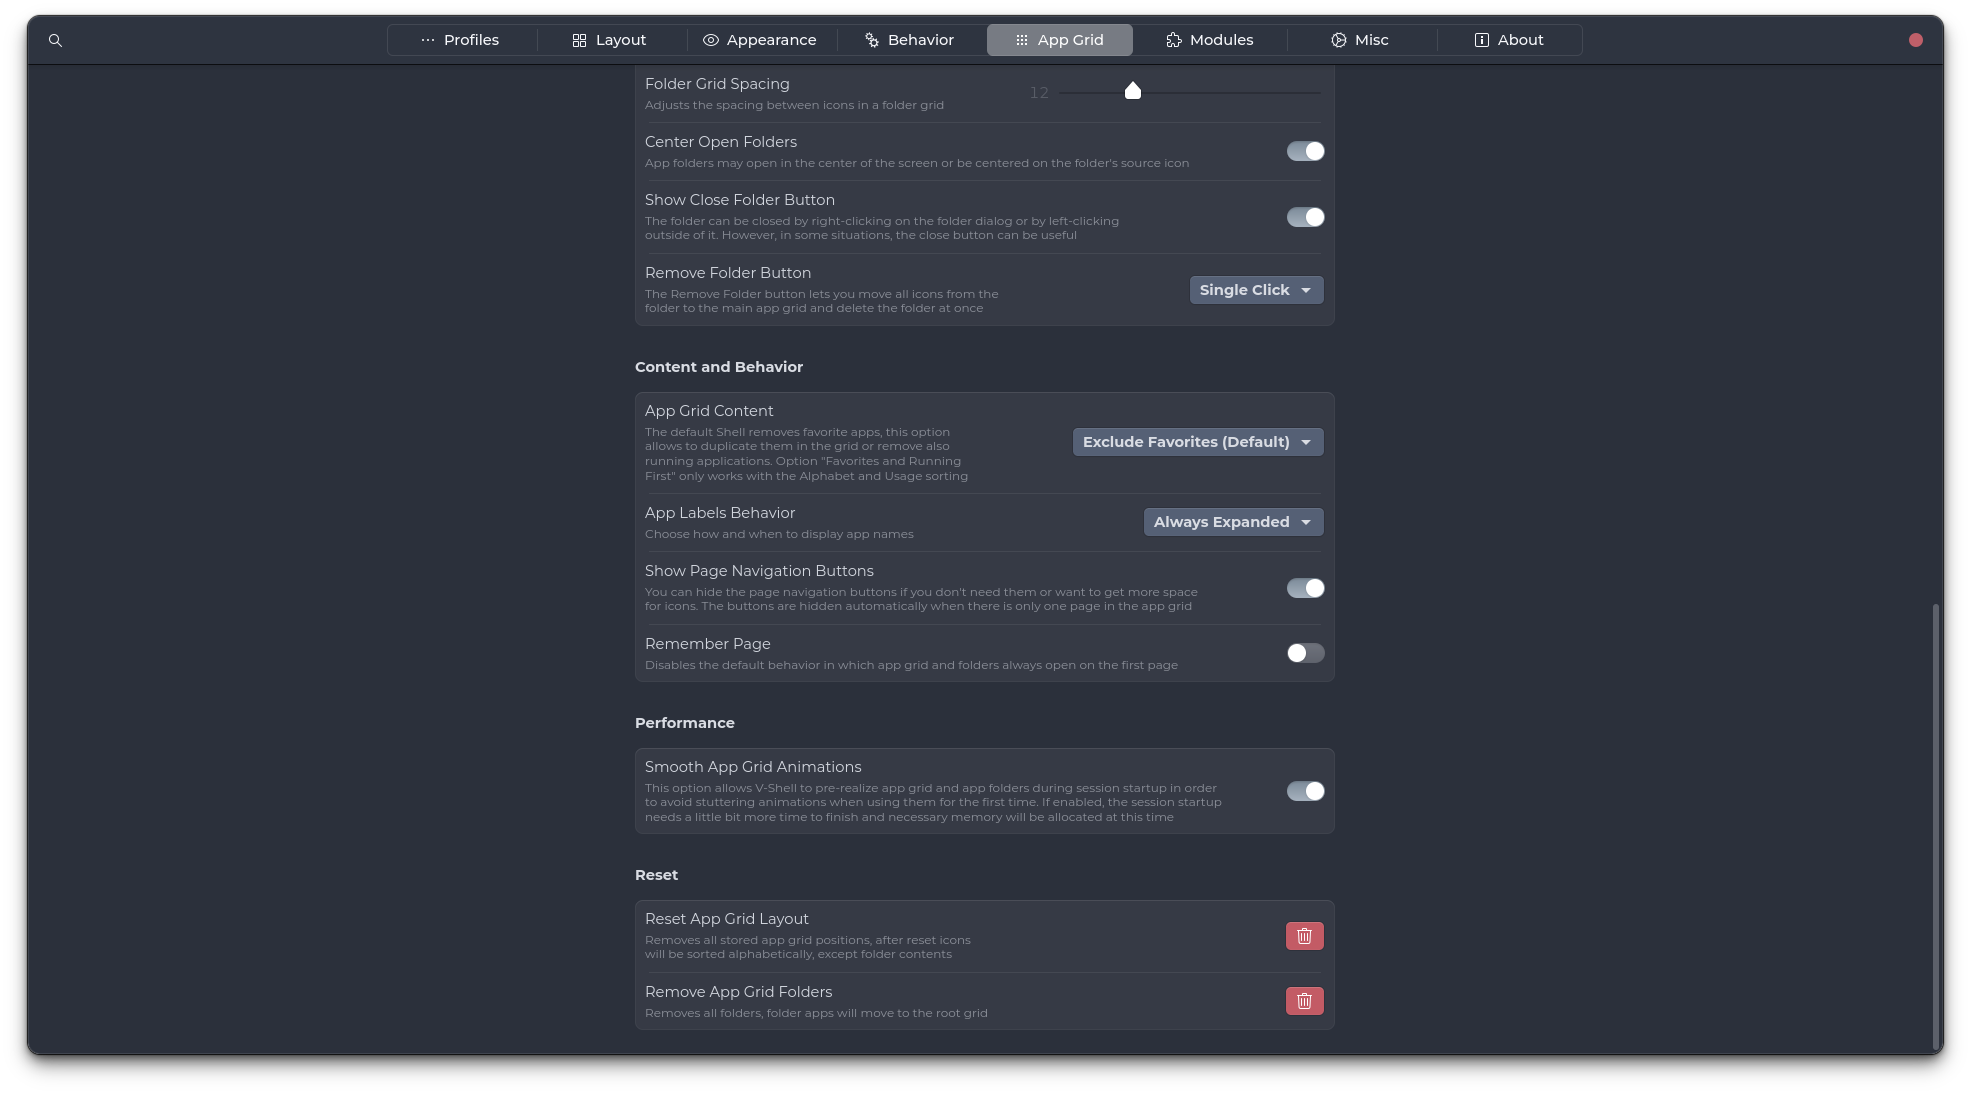 Profiles
Layout
Appearance
Behavior
App Grid
Modules
Misc
About
Folder Grid Spacing
Adjusts the spacing between icons in a folder grid
12
Center Open Folders
App folders may open in the center of the screen or be centered on the folder's source icon
Show Close Folder Button
The folder can be closed by right-clicking on the folder dialog or by left-clicking
outside of it. However, in some situations, the close button can be useful
Remove Folder Button
The Remove Folder button lets you move all icons from the
folder to the main app grid and delete the folder at once
Single Click
Content and Behavior
App Grid Content
The default Shell removes favorite apps, this option
allows to duplicate them in the grid or remove also
running applications. Option "Favorites and Running
First" only works with the Alphabet and Usage sorting
Exclude Favorites (Default)
App Labels Behavior
Choose how and when to display app names
Always Expanded
Show Page Navigation Buttons
You can hide the page navigation buttons if you don't need them or want to get more space
for icons. The buttons are hidden automatically when there is only one page in the app grid
Remember Page
Disables the default behavior in which app grid and folders always open on the first page
Performance
Smooth App Grid Animations
This option allows V-Shell to pre-realize app grid and app folders during session startup in order
to avoid stuttering animations when using them for the first time. If enabled, the session startup
needs a little bit more time to finish and necessary memory will be allocated at this time
Reset
Reset App Grid Layout
Removes all stored app grid positions, after reset icons
will be sorted alphabetically, except folder contents
Remove App Grid Folders
Removes all folders, folder apps will move to the root grid